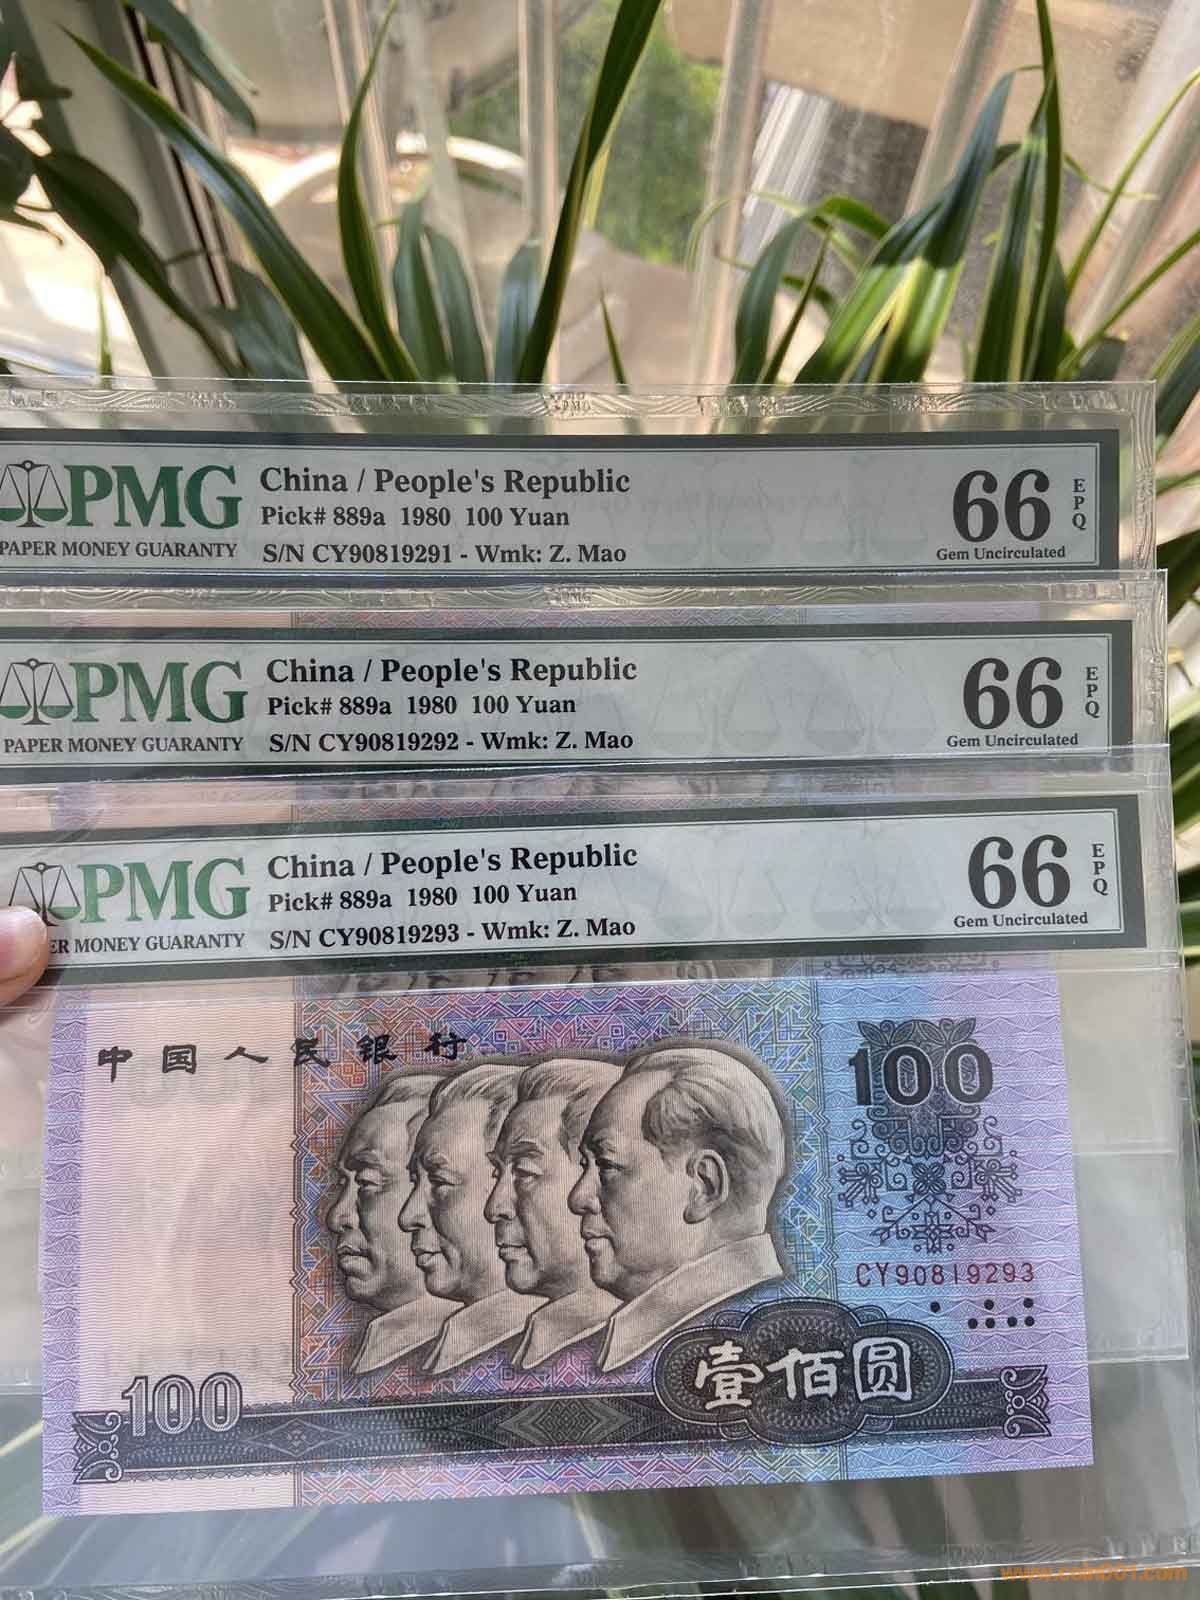 PMG
PAPER MONEY GUARANTY
China / People's Republic
Pick# 889a 1980 100 Yuan
S/N CY90819291 - Wmk: Z. Mao
66
EPQ
Gem Uncirculated
PMG
PAPER MONEY GUARANTY
China / People's Republic
Pick# 889a 1980 100 Yuan
S/N CY90819292 - Wmk: Z. Mao
66
EPQ
Gem Uncirculated
PMG
ER MONEY GUARANTY
China / People's Republic
Pick# 889a 1980 100 Yuan
S/N CY90819293 - Wmk: Z. Mao
66
EPQ
Gem Uncirculated
中国人民银行
100
CY90819293
壹佰圆
100
www.coin001.com